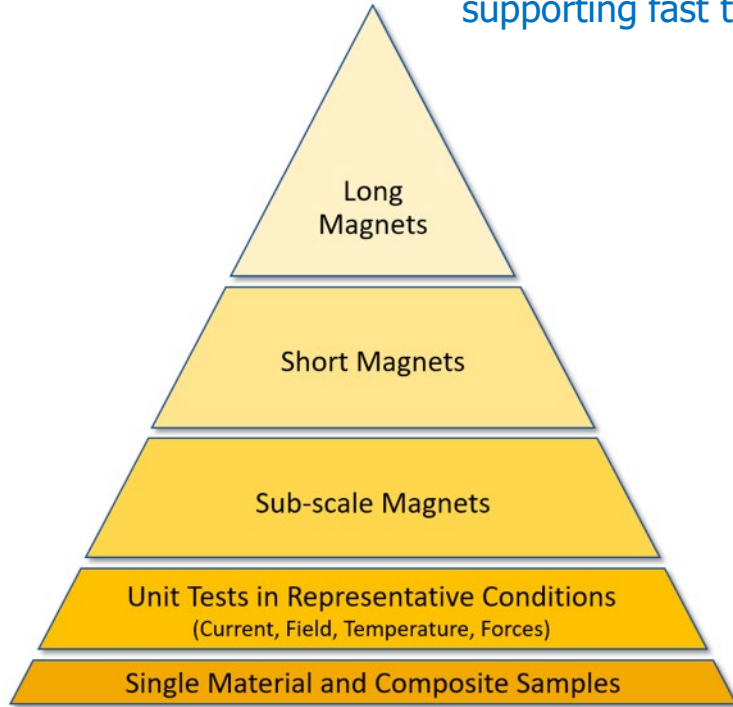 supporting fast t
Long
Magnets
Short Magnets
Sub-scale Magnets
Unit Tests in Representative Conditions
(Current, Field, Temperature, Forces)
Single Material and Composite Samples